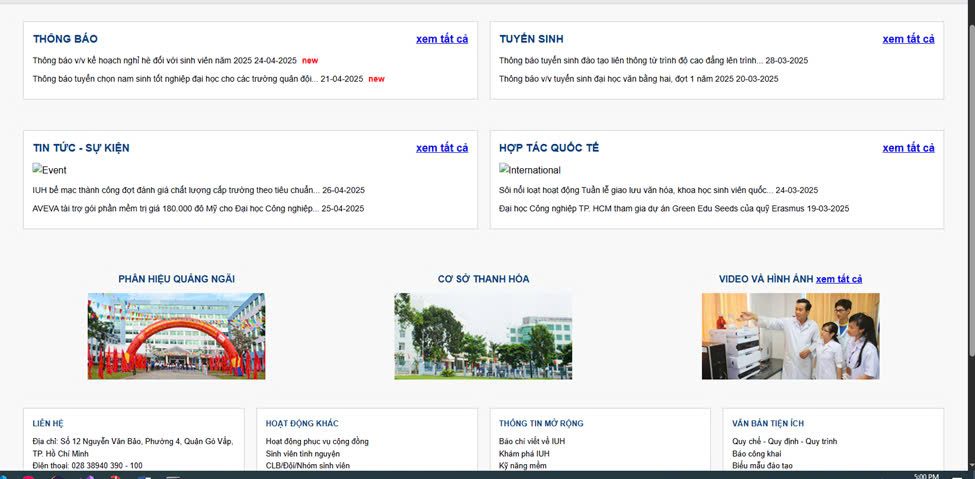 THÔNG BÁO
xem tất cả
Thông báo v/v kế hoạch nghỉ hè đối với sinh viên năm 2025 24-04-2025 new
Thông báo tuyển chọn nam sinh tốt nghiệp đại học cho các trường quân đội... 21-04-2025 new
TUYỂN SINH
xem tất cả
Thông báo tuyển sinh đào tạo liên thông từ trình độ cao đẳng lên trình... 28-03-2025
Thông báo v/v tuyển sinh đại học văn bằng hai, đợt 1 năm 2025 20-03-2025
TIN TỨC - SỰ KIỆN
xem tất cả
Event
IUH bế mạc thành công đợt đánh giá chất lượng cấp trường theo tiêu chuẩn... 26-04-2025
AVEVA tài trợ gói phần mềm trị giá 180.000 đô Mỹ cho Đại học Công nghiệp... 25-04-2025
HỢP TÁC QUỐC TẾ
xem tất cả
International
Sôi nổi loạt hoạt động Tuần lễ giao lưu văn hóa, khoa học sinh viên quốc... 24-03-2025
Đại học Công nghiệp TP. HCM tham gia dự án Green Edu Seeds của quỹ Erasmus 19-03-2025
PHÂN HIỆU QUẢNG NGÃI
CƠ SỞ THANH HÓA
VIDEO VÀ HÌNH ẢNH xem tất cả
LIÊN HỆ
Địa chỉ: Số 12 Nguyễn Văn Bảo, Phường 4, Quận Gò Vấp,
TP. Hồ Chí Minh
Điện thoại: 028 38940 390 - 100
HOẠT ĐỘNG KHÁC
Hoạt động phục vụ cộng đồng
Sinh viên tình nguyện
CLB/Đội/Nhóm sinh viên
THÔNG TIN MỞ RỘNG
Báo chí viết về IUH
Khám phá IUH
Kỹ năng mềm
VĂN BẢN TIỆN ÍCH
Quy chế - Quy định - Quy trình
Báo công khai
Biểu mẫu đào tạo
5:00 PM